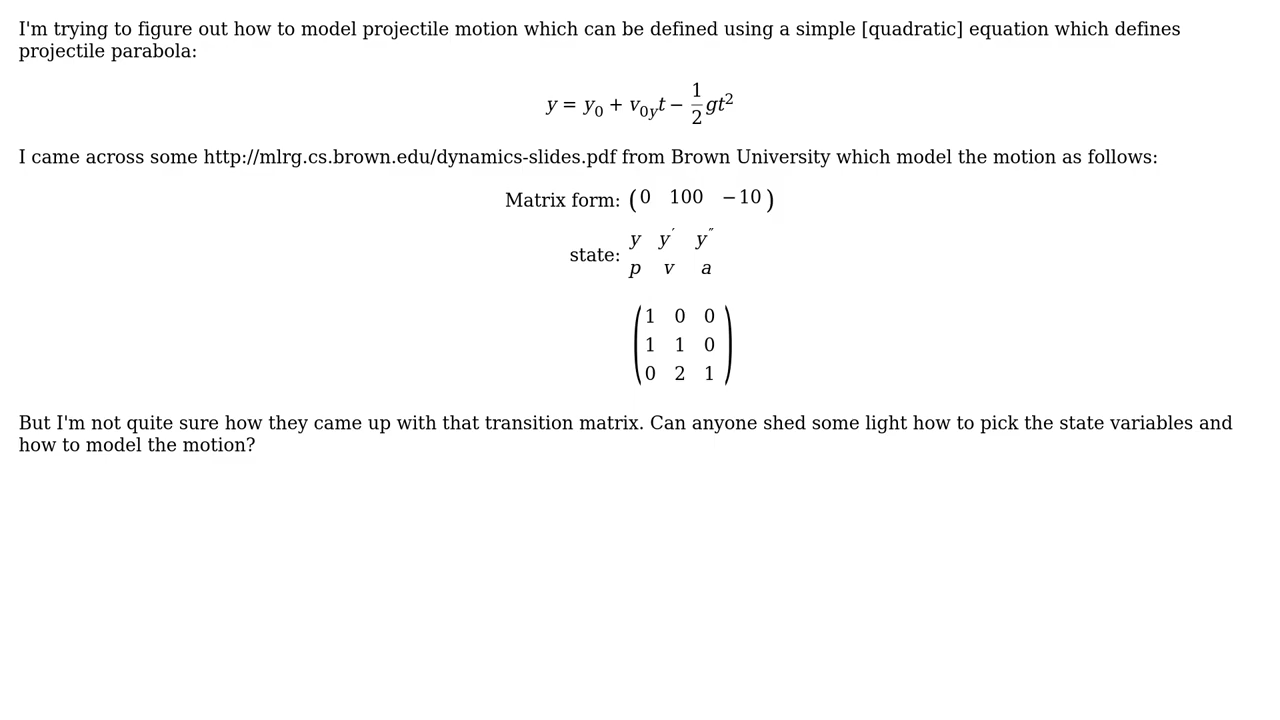 I'm trying to figure out how to model projectile motion which can be defined using a simple [quadratic] equation which defines
projectile parabola:
y = y₀ + v₀ᵧt − 1/2 gt²
I came across some http://mlrg.cs.brown.edu/dynamics-slides.pdf from Brown University which model the motion as follows:
Matrix form: (0 100 −10)
state: y y′ y″
p v a
(1 0 0
1 1 0
0 2 1)
But I'm not quite sure how they came up with that transition matrix. Can anyone shed some light how to pick the state variables and
how to model the motion?